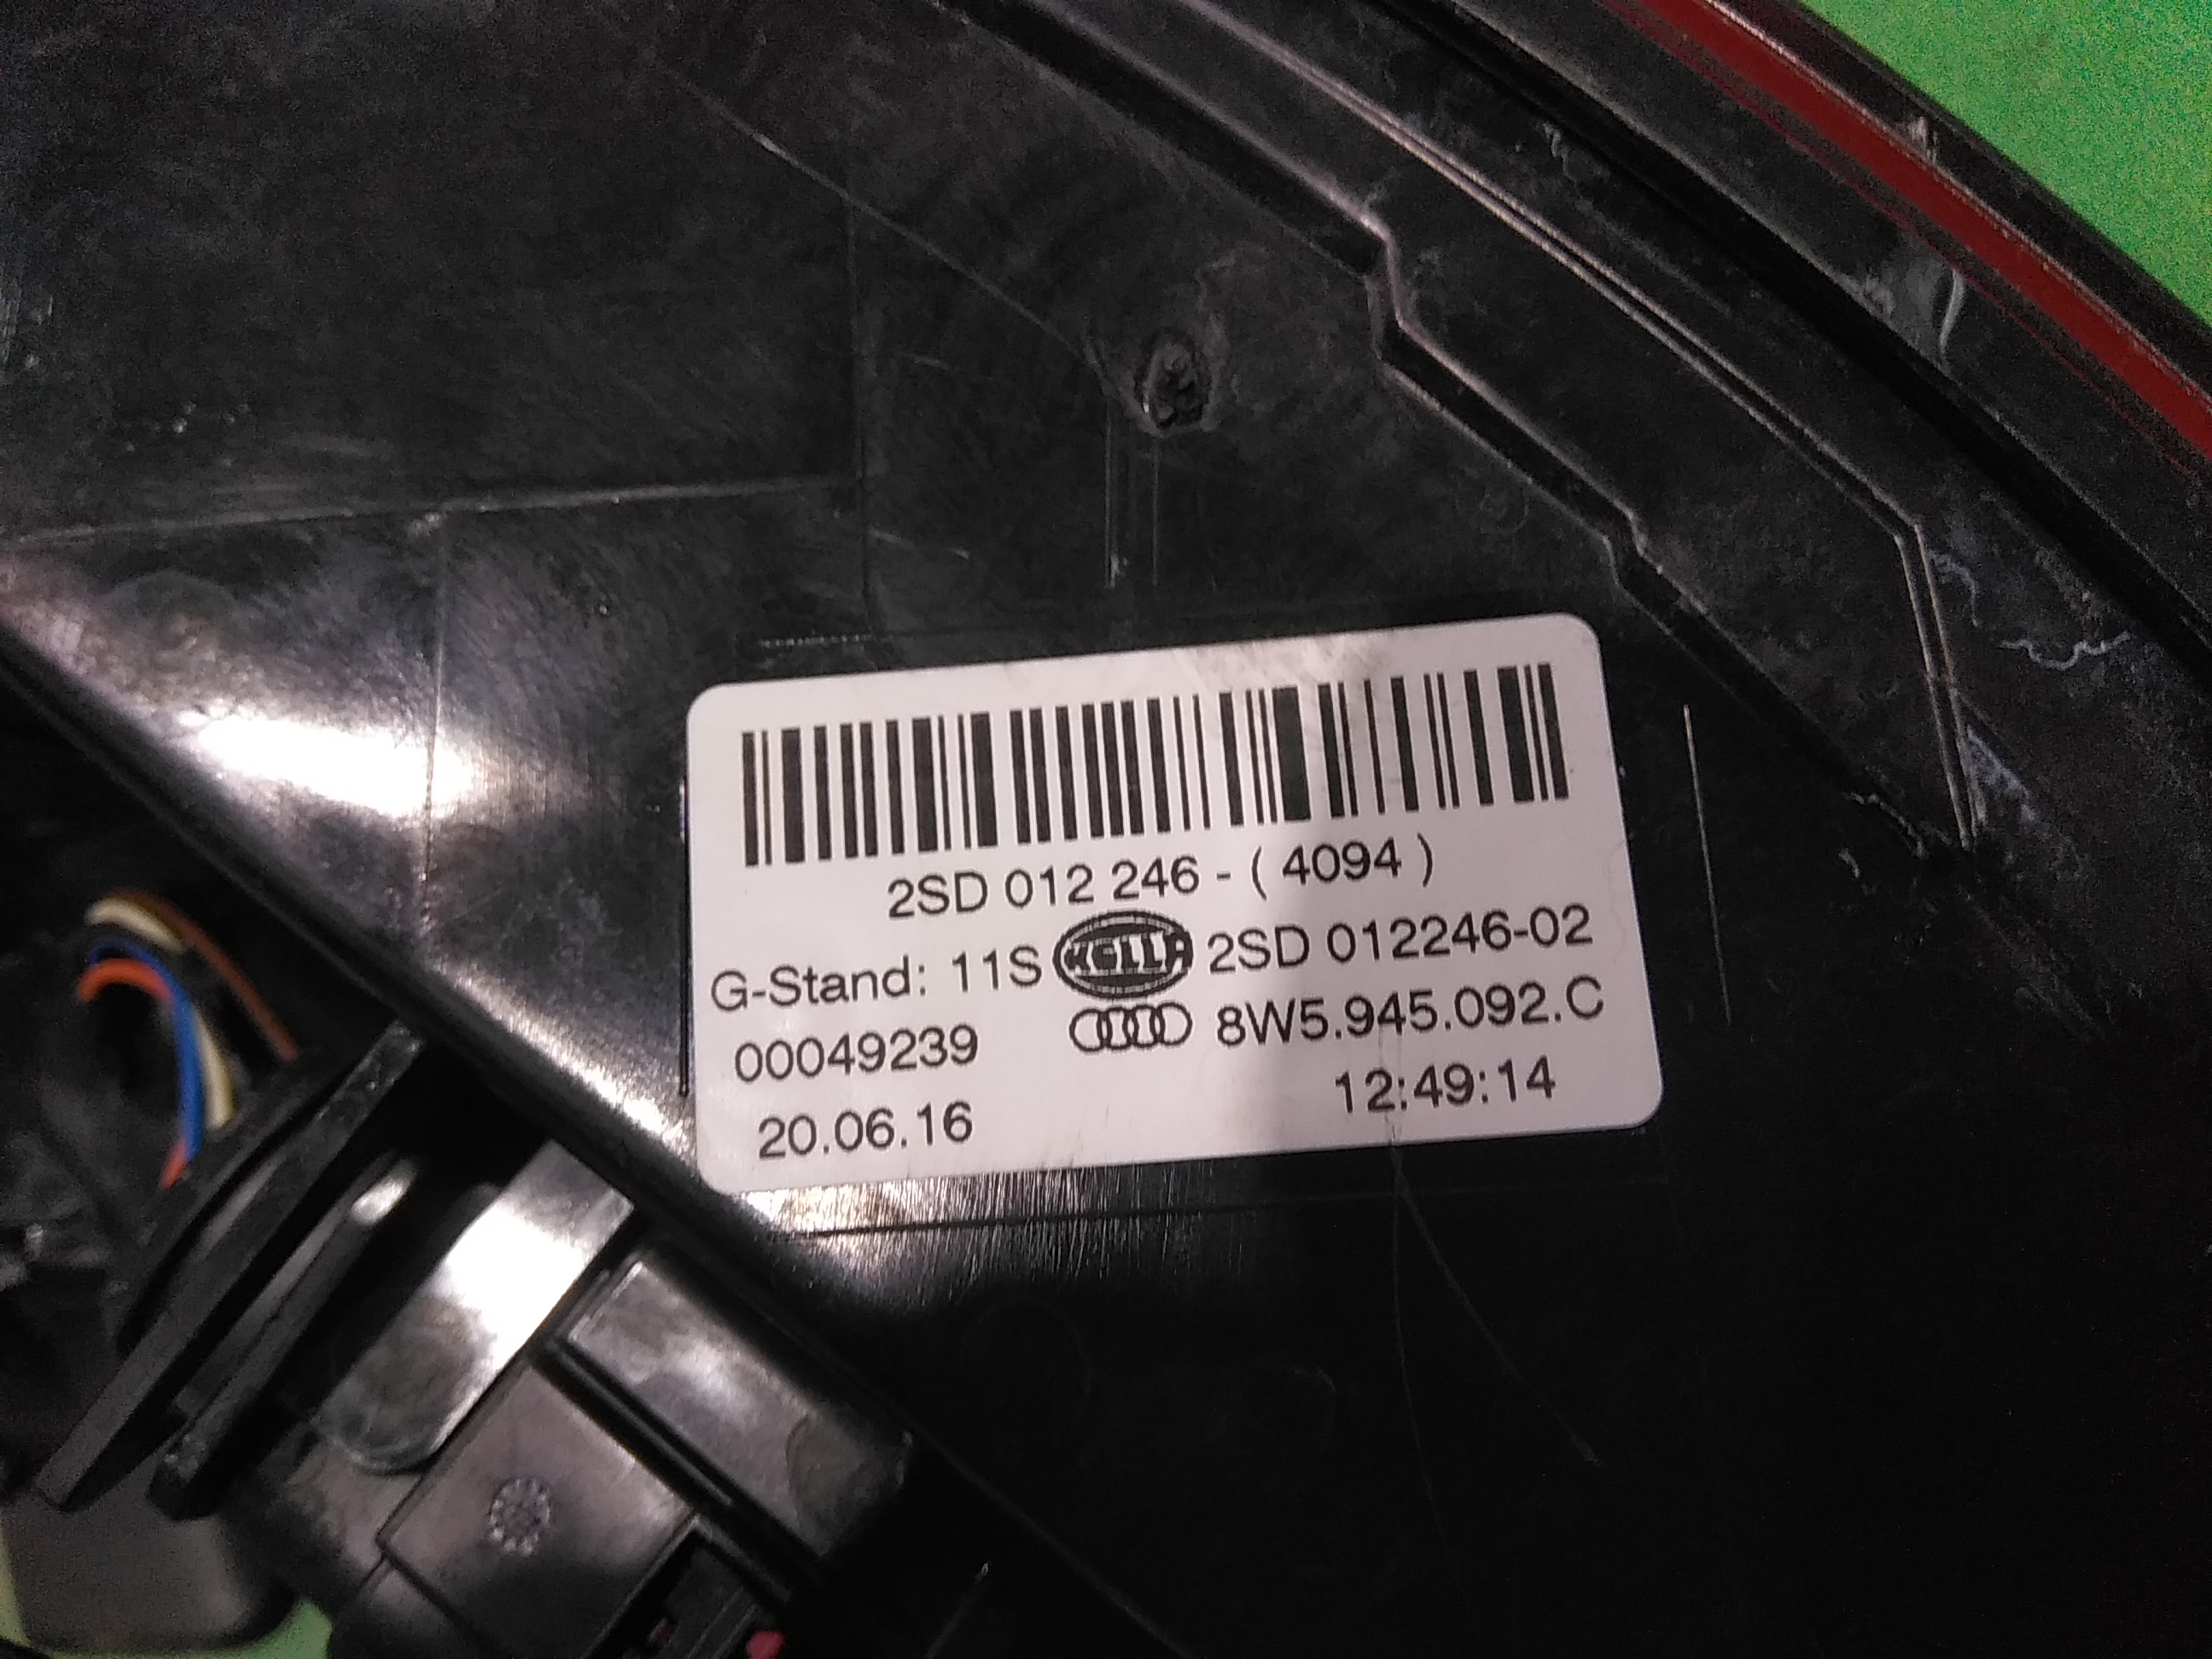 2SD 012 246 - ( 4094 )
G-Stand: 11S HELLA 2SD 012246-02
00049239 8W5.945.092.C
20.06.16 12:49:14